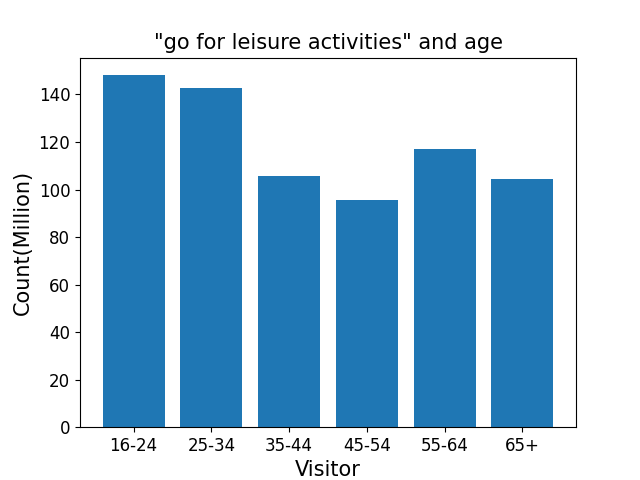 "go for leisure activities" and age
Count(Million)
140
120
100
80
60
40
20
0
16-24 25-34 35-44 45-54 55-64 65+
Visitor